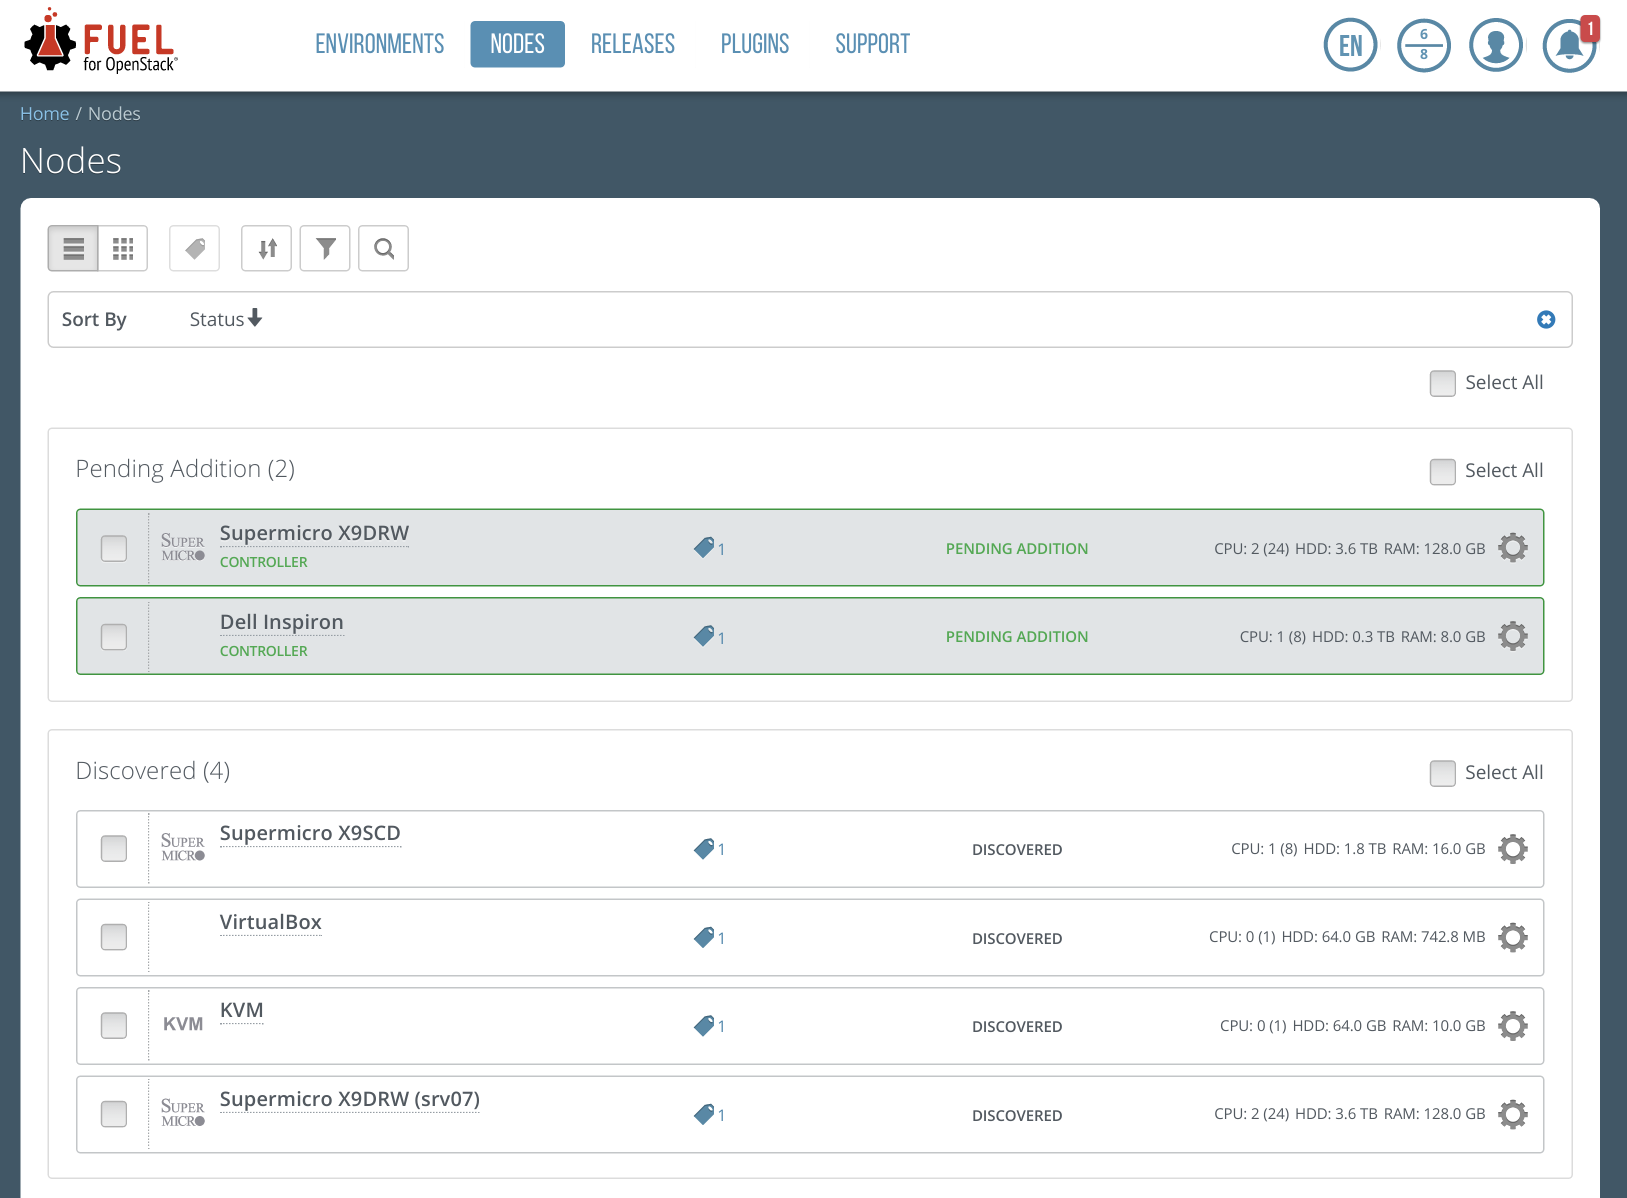 FUEL
for OpenStack
ENVIRONMENTS NODES RELEASES PLUGINS SUPPORT
EN
6
8
1
Home / Nodes
Nodes
Sort By Status
Select All
Pending Addition (2) Select All
SUPER MICRO
Supermicro X9DRW
CONTROLLER
1 PENDING ADDITION CPU: 2 (24) HDD: 3.6 TB RAM: 128.0 GB
Dell Inspiron
CONTROLLER
1 PENDING ADDITION CPU: 1 (8) HDD: 0.3 TB RAM: 8.0 GB
Discovered (4) Select All
SUPER MICRO
Supermicro X9SCD
1 DISCOVERED CPU: 1 (8) HDD: 1.8 TB RAM: 16.0 GB
VirtualBox
1 DISCOVERED CPU: 0 (1) HDD: 64.0 GB RAM: 742.8 MB
KVM
KVM
1 DISCOVERED CPU: 0 (1) HDD: 64.0 GB RAM: 10.0 GB
SUPER MICRO
Supermicro X9DRW (srv07)
1 DISCOVERED CPU: 2 (24) HDD: 3.6 TB RAM: 128.0 GB